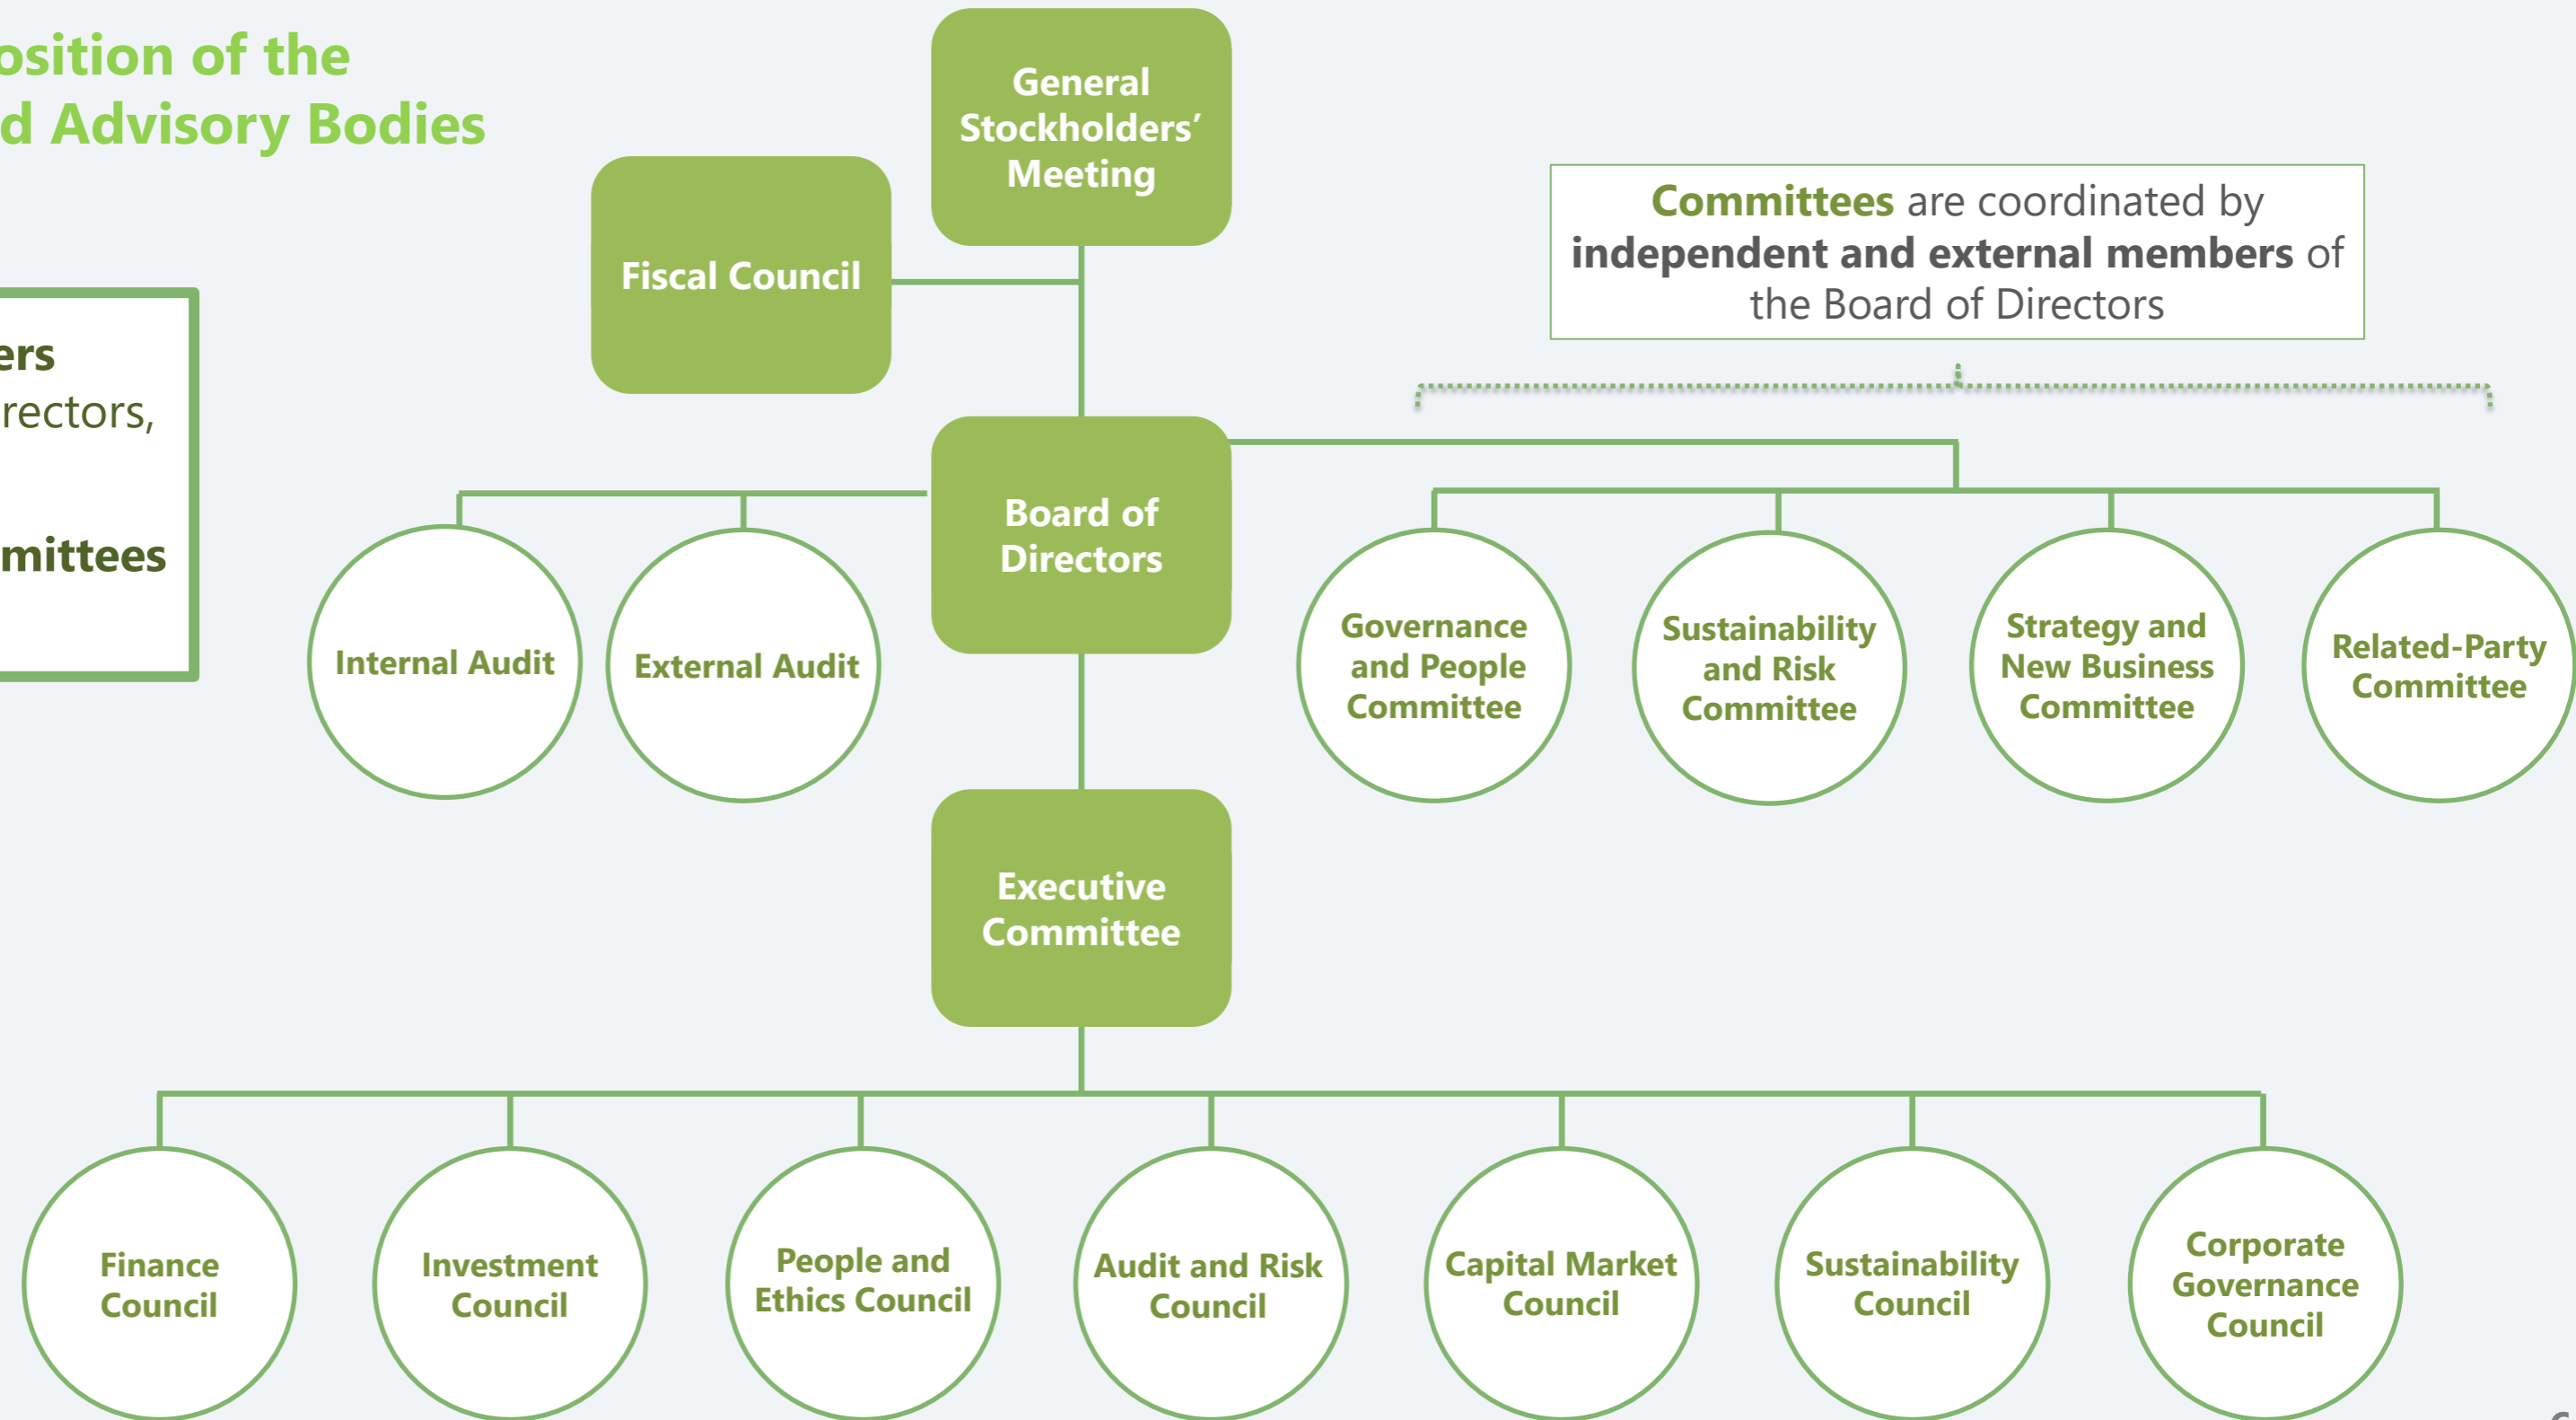 osition of the
d Advisory Bodies
General
Stockholders’
Meeting
Fiscal Council
Committees are coordinated by
independent and external members of
the Board of Directors
ers
rectors,
mittees
Board of
Directors
Internal Audit
External Audit
Governance
and People
Committee
Sustainability
and Risk
Committee
Strategy and
New Business
Committee
Related-Party
Committee
Executive
Committee
Finance
Council
Investment
Council
People and
Ethics Council
Audit and Risk
Council
Capital Market
Council
Sustainability
Council
Corporate
Governance
Council